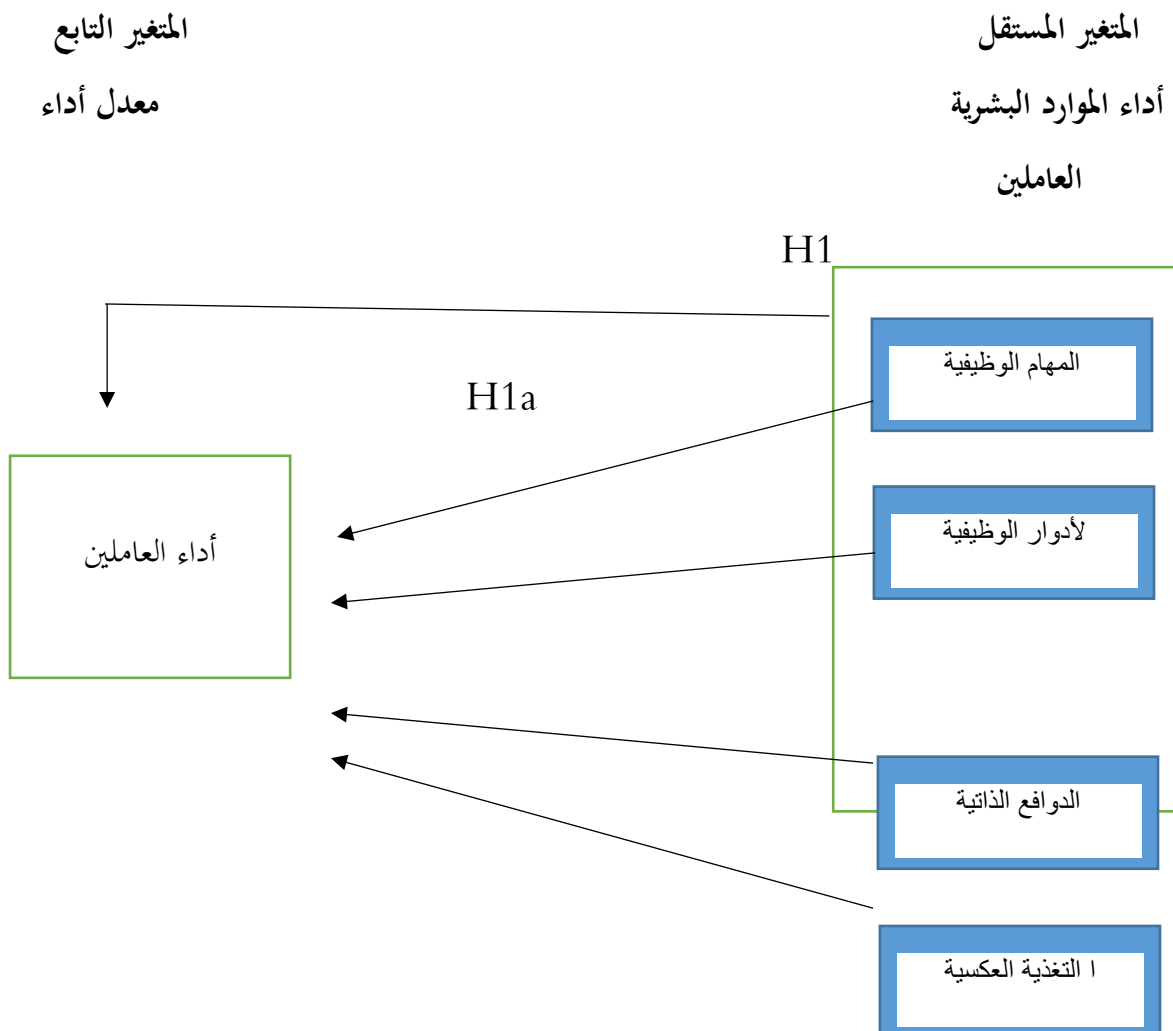 المتغير المستقل
المتغير التابع
أداء الموارد البشرية
معدل أداء
العاملين
H1
المهام الوظيفية
H1a
لأدوار الوظيفية
أداء العاملين
الدوافع الذاتية
ا التغذية العكسية